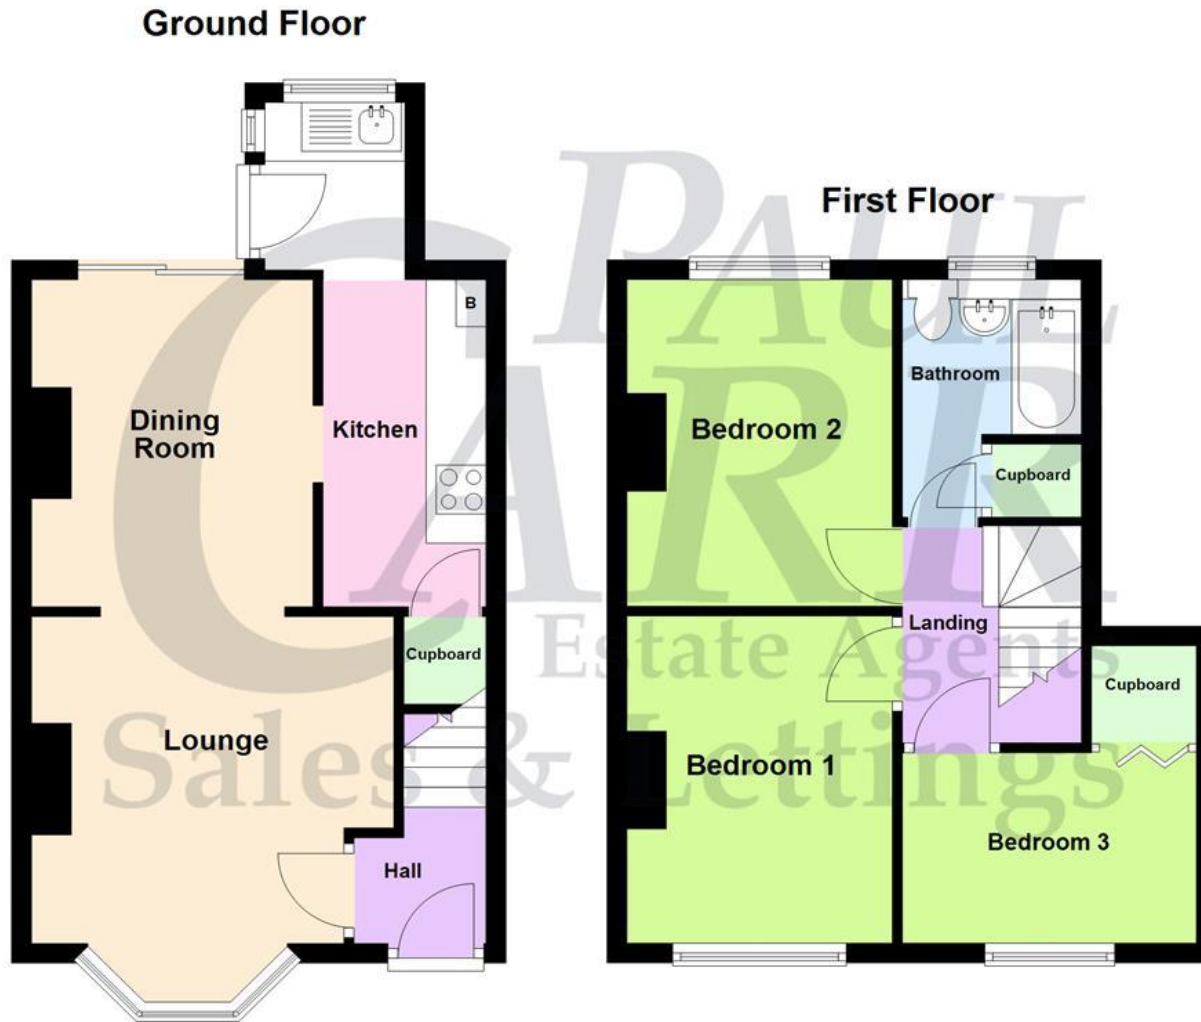 Ground Floor
First Floor
B
Dining
Room
Kitchen
Cupboard
Lounge
Hall
Bedroom 2
Bathroom
Cupboard
Landing
Cupboard
Bedroom 1
Bedroom 3
PAUL
CARR
Estate Agents
Sales & Lettings